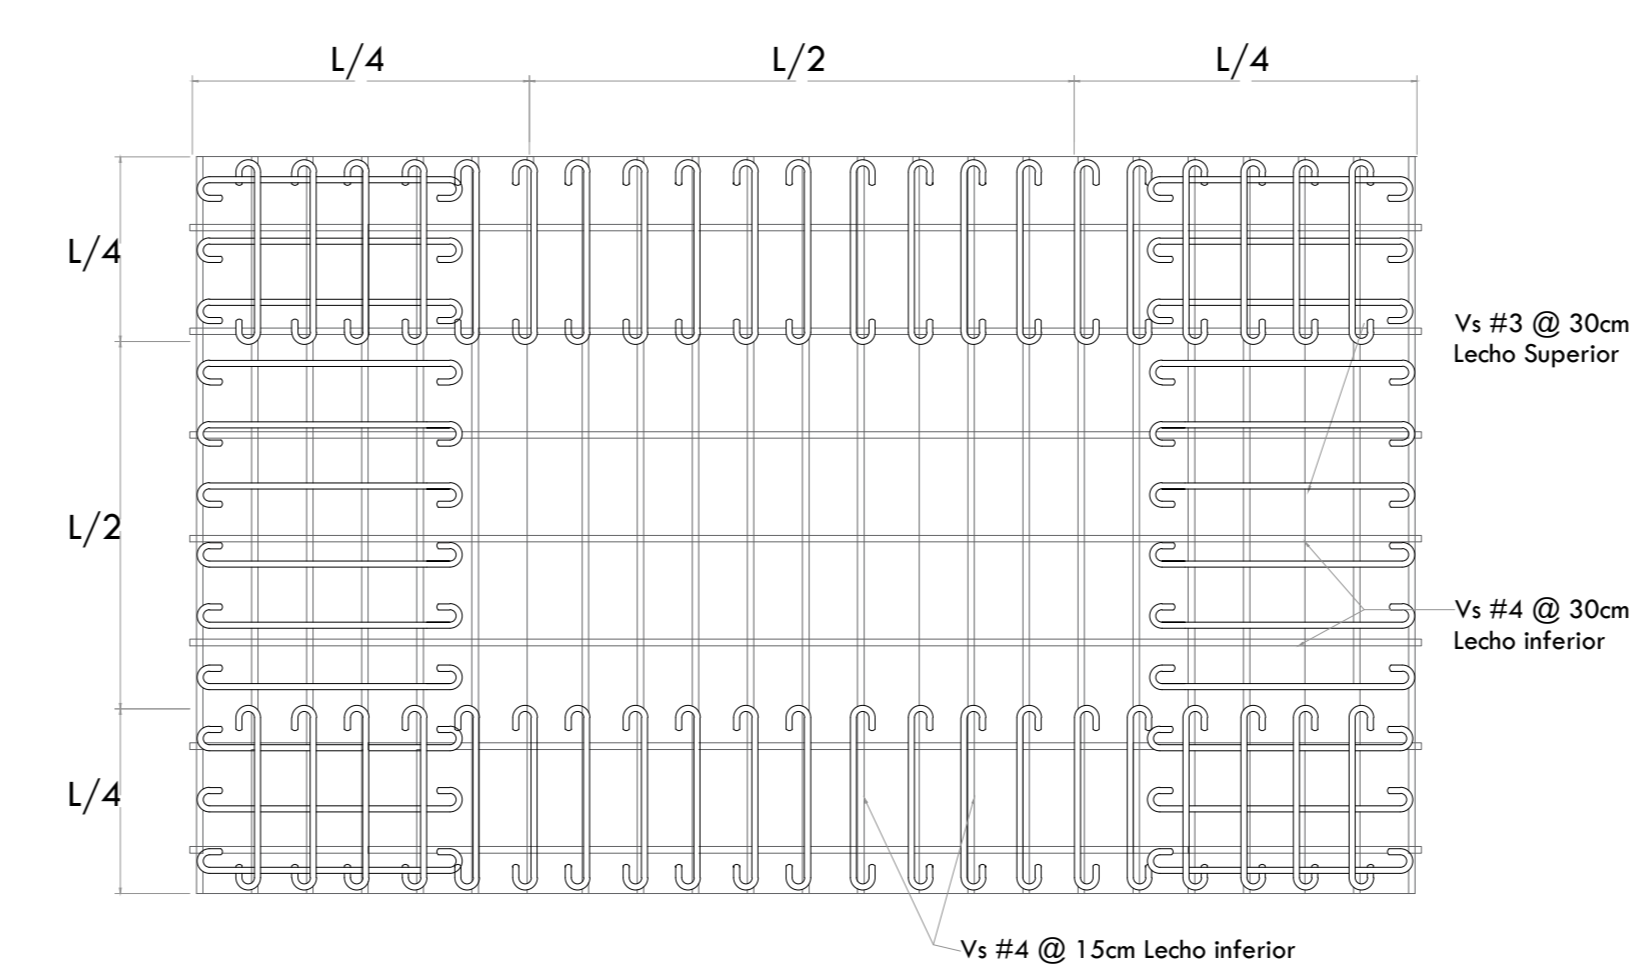 L/4
L/2
L/4
L/4
Vs #3 @ 30cm
Lecho Superior
L/2
Vs #4 @ 30cm
Lecho inferior
L/4
Vs #4 @ 15cm Lecho inferior